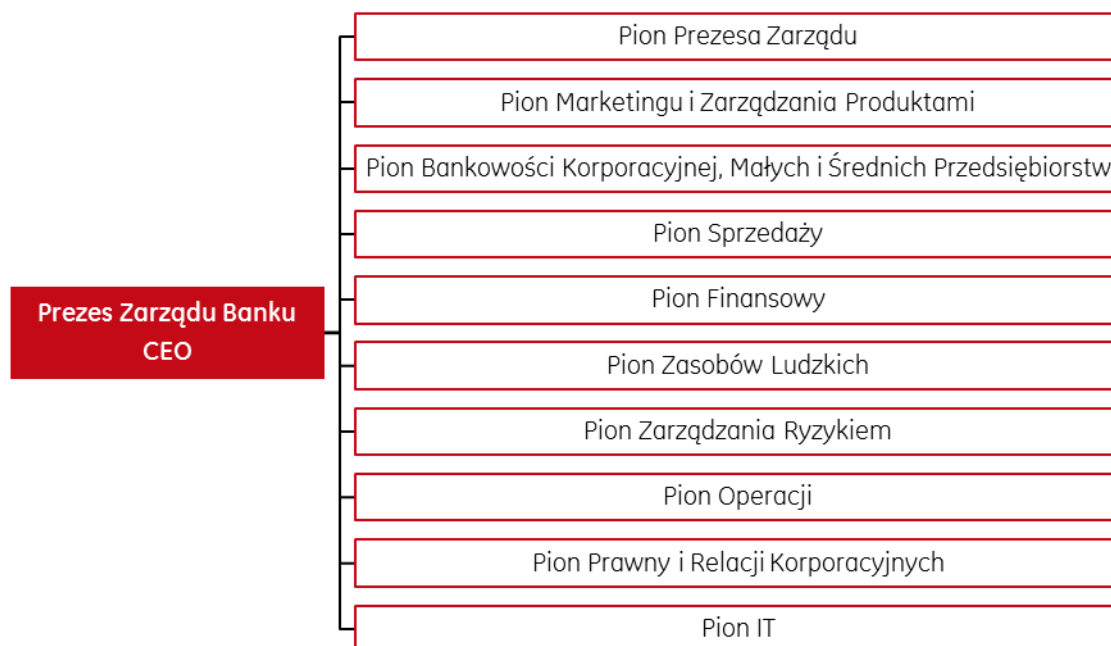 Pion Prezesa Zarządu
Pion Marketingu i Zarządzania Produktami
Pion Bankowości Korporacyjnej, Małych i Średnich Przedsiębiorstw
Pion Sprzedaży
Pion Finansowy
Prezes Zarządu Banku
CEO
Pion Zasobów Ludzkich
Pion Zarządzania Ryzykiem
Pion Operacji
Pion Prawny i Relacji Korporacyjnych
Pion IT